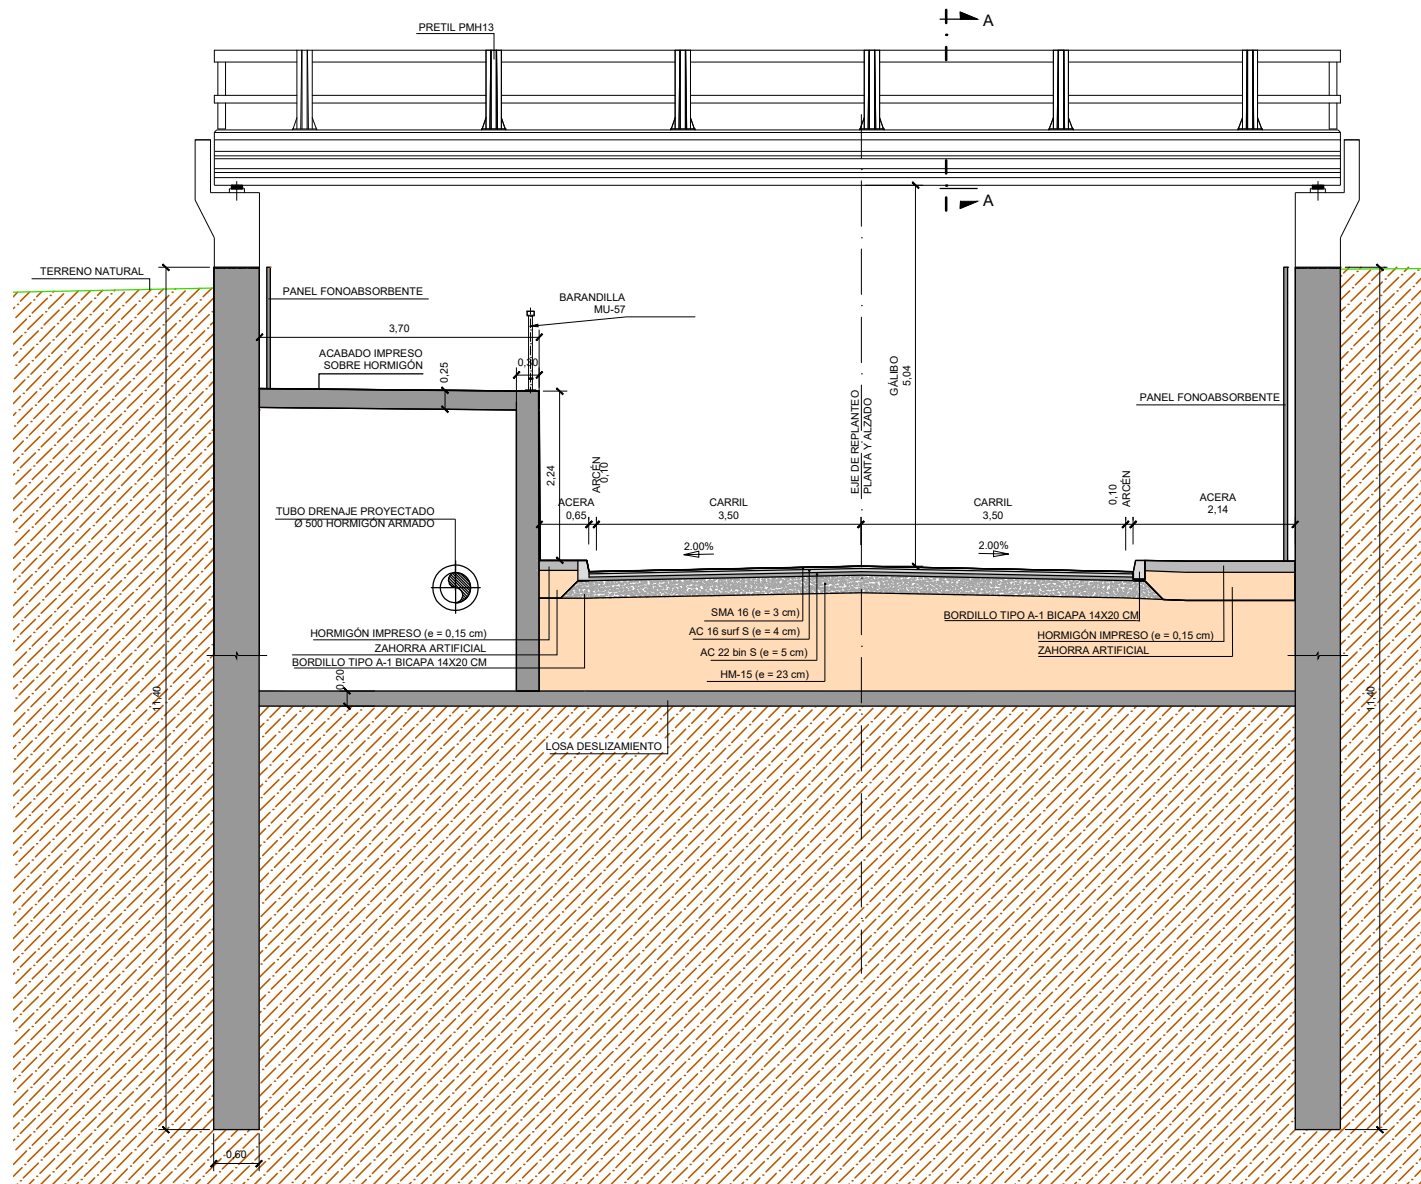 A
PRETIL PMH13
A
TERRENO NATURAL
PANEL FONOABSORBENTE
BARANDILLA
MU-57
3,70
ACABADO IMPRESO
SOBRE HORMIGÓN
0,25
0,30
GÁLIBO
5,04
EJE DE REPLANTEO
PLANTA Y ALZADO
PANEL FONOABSORBENTE
2,24
ACERA
0,65
ARCÉN
0,10
CARRIL
3,50
CARRIL
3,50
0,10
ARCÉN
ACERA
2,14
TUBO DRENAJE PROYECTADO
Ø 500 HORMIGÓN ARMADO
2.00%
2.00%
SMA 16 (e = 3 cm)
AC 16 surf S (e = 4 cm)
AC 22 bin S (e = 5 cm)
HM-15 (e = 23 cm)
BORDILLO TIPO A-1 BICAPA 14X20 CM
HORMIGÓN IMPRESO (e = 0,15 cm)
ZAHORRA ARTIFICIAL
HORMIGÓN IMPRESO (e = 0,15 cm)
ZAHORRA ARTIFICIAL
BORDILLO TIPO A-1 BICAPA 14X20 CM
0,20
11,40
11,40
LOSA DESLIZAMIENTO
0,60